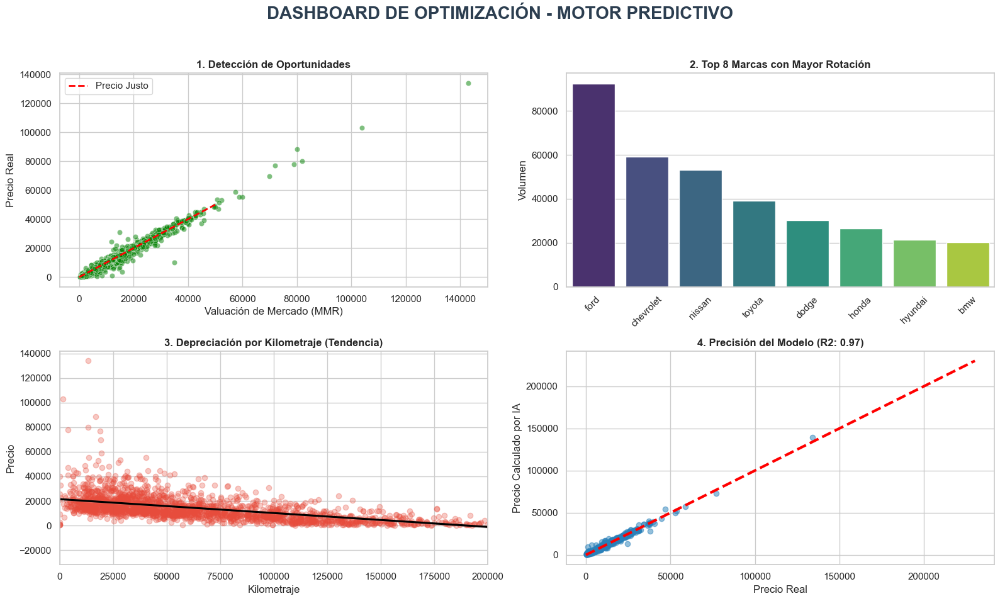 DASHBOARD DE OPTIMIZACIÓN - MOTOR PREDICTIVO
1. Detección de Oportunidades
Precio Justo
140000
120000
100000
80000
60000
40000
20000
0
Precio Real
0 20000 40000 60000 80000 100000 120000 140000
Valuación de Mercado (MMR)
2. Top 8 Marcas con Mayor Rotación
80000
60000
40000
20000
0
Volumen
ford chevrolet nissan toyota dodge honda hyundai bmw
3. Depreciación por Kilometraje (Tendencia)
140000
120000
100000
80000
60000
40000
20000
0
−20000
Precio
0 25000 50000 75000 100000 125000 150000 175000 200000
Kilometraje
4. Precisión del Modelo (R2: 0.97)
200000
150000
100000
50000
0
Precio Calculado por IA
0 50000 100000 150000 200000
Precio Real